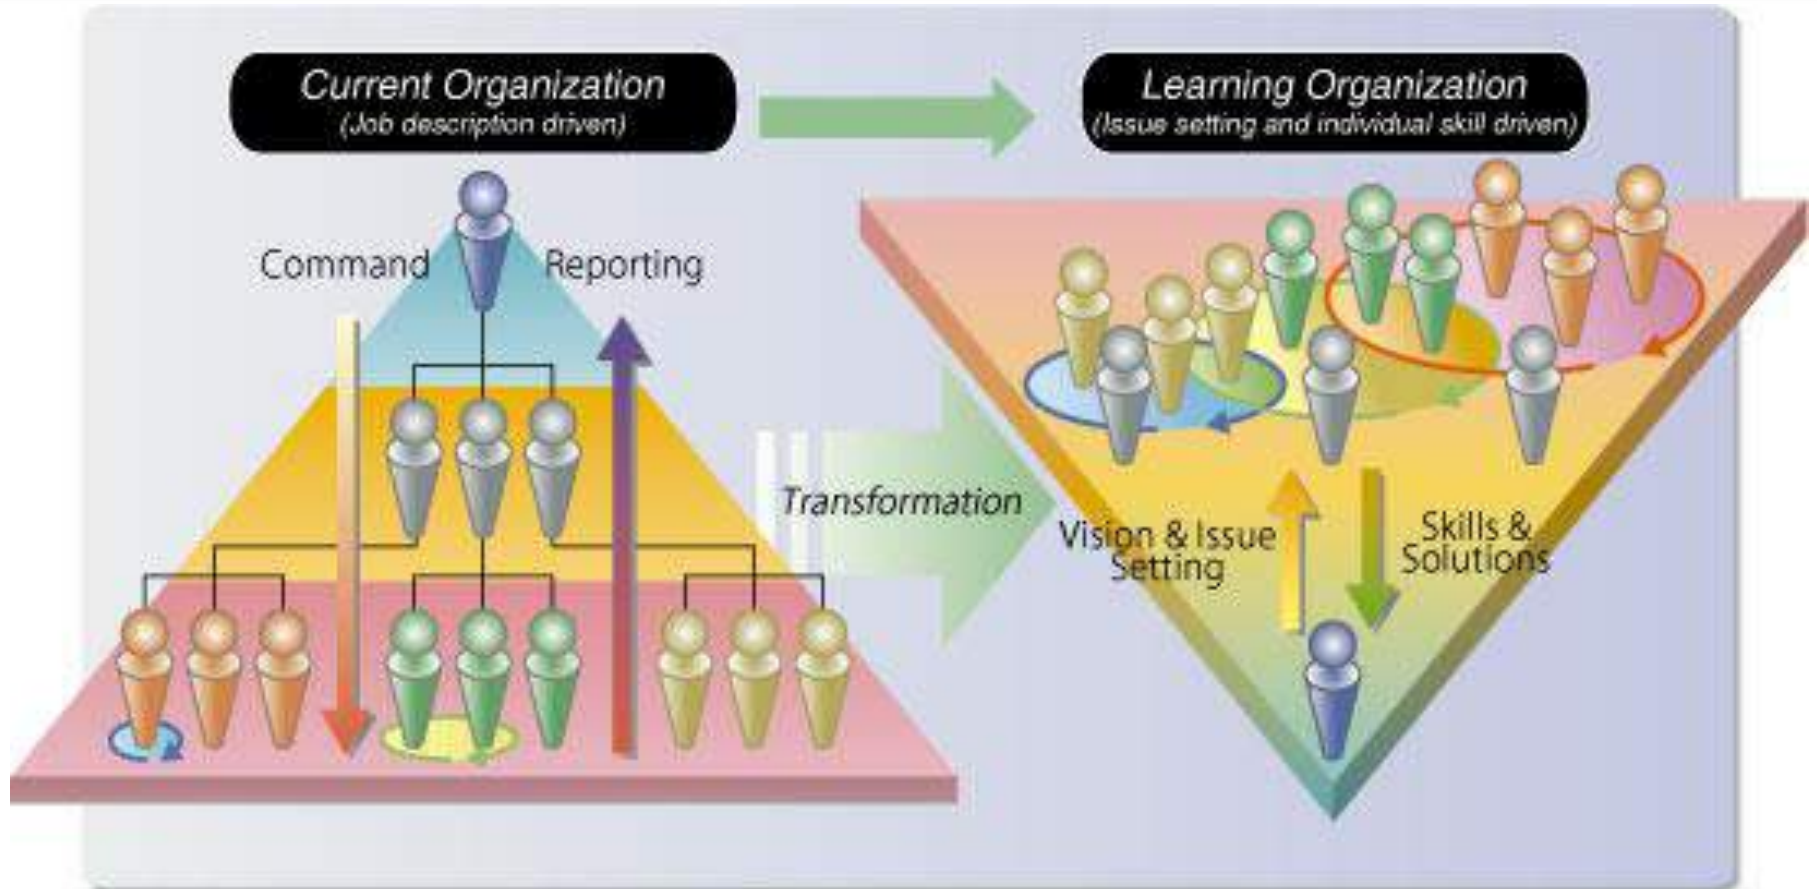 Current Organization
(Job description driven)
Learning Organization
(Issue setting and individual skill driven)
Command
Reporting
Transformation
Vision & Issue
Setting
Skills &
Solutions